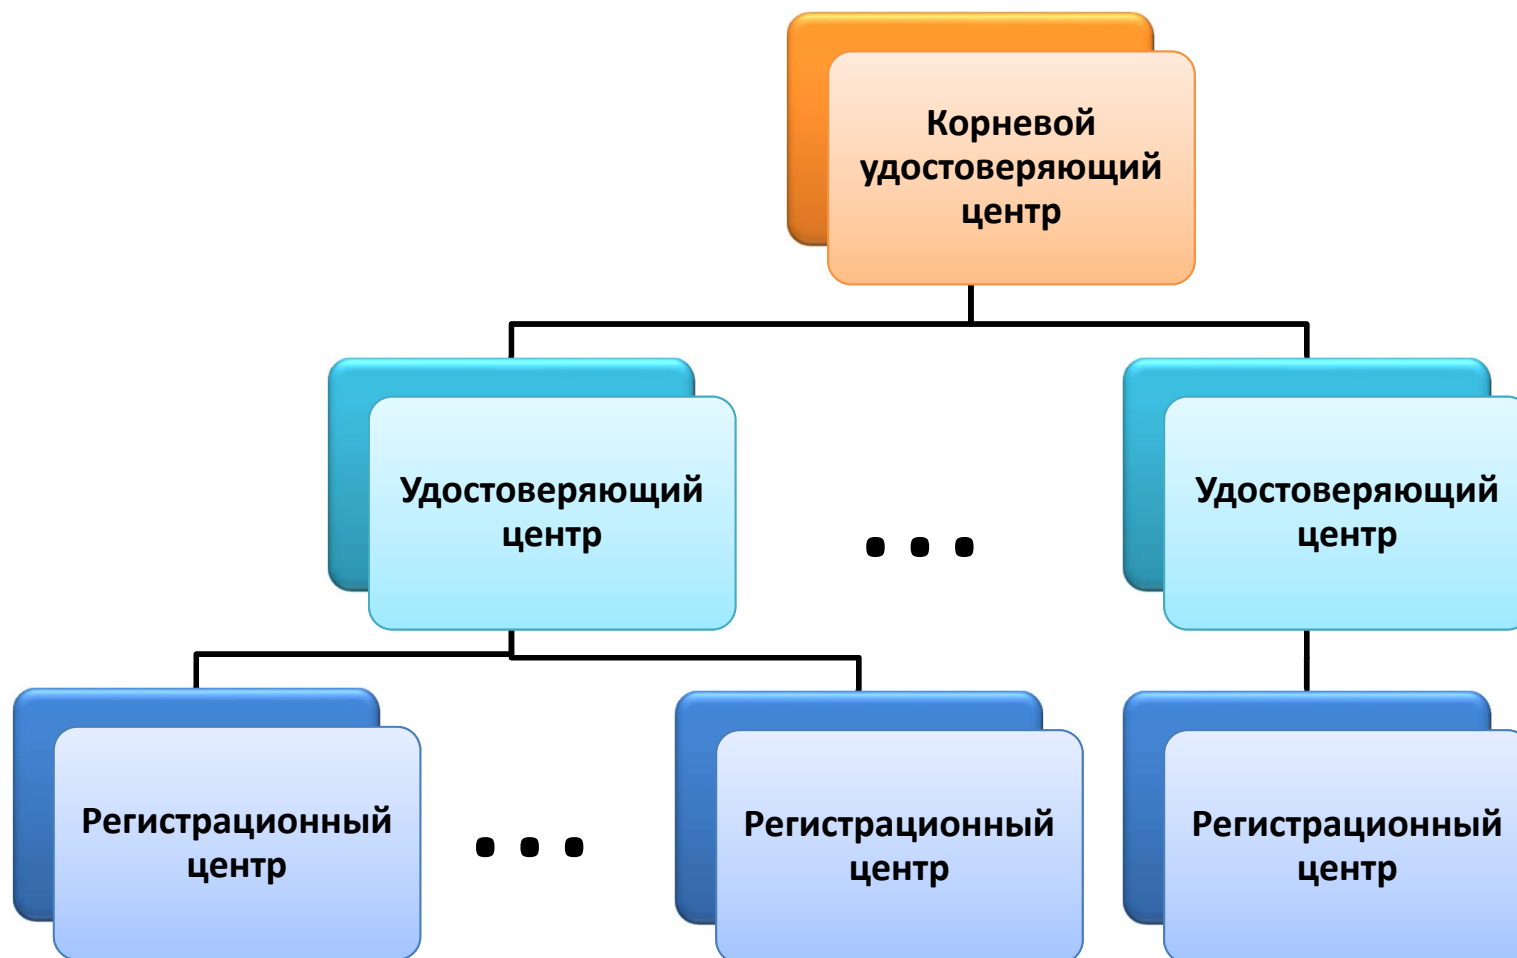 Корневой
удостоверяющий
центр
Удостоверяющий
центр
...
Удостоверяющий
центр
Регистрационный
центр
...
Регистрационный
центр
Регистрационный
центр